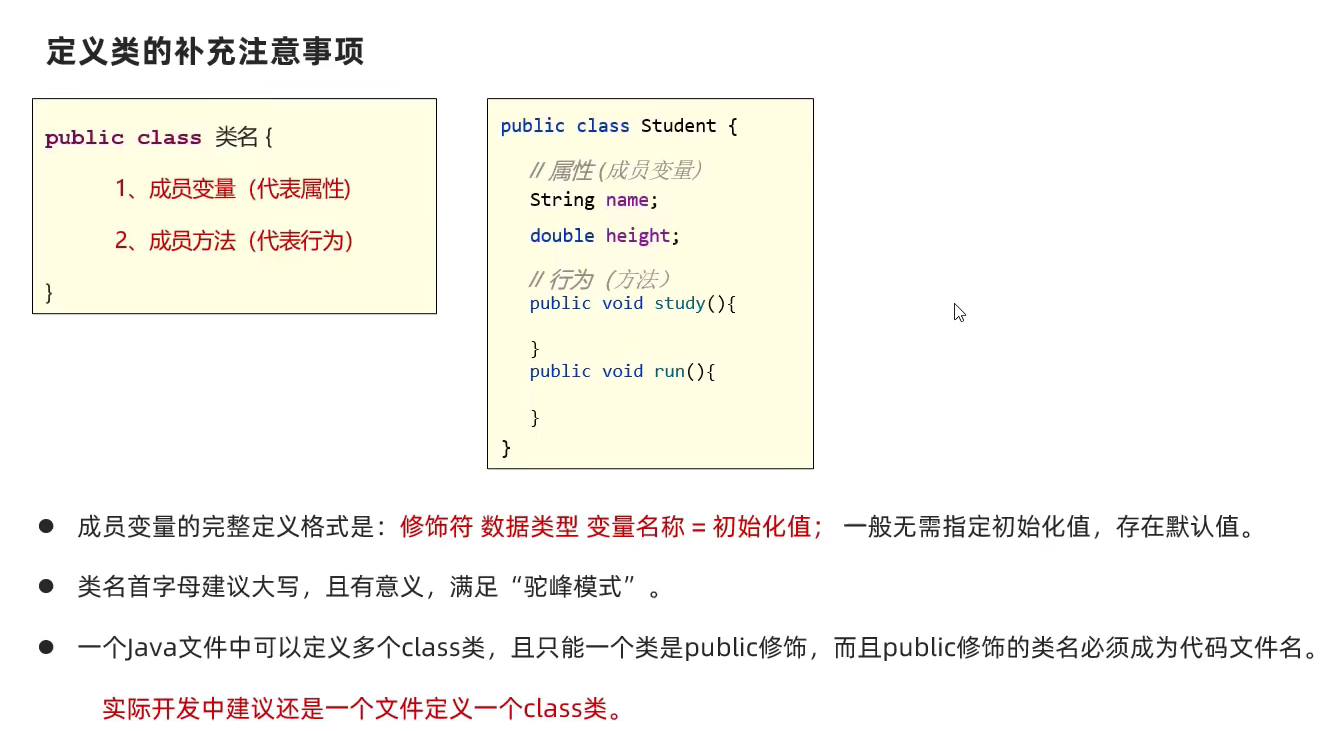 定义类的补充注意事项
public class 类名 {
1、成员变量（代表属性)
2、成员方法（代表行为）
}
public class Student {
// 属性 (成员变量）
String name;
double height;
// 行为（方法）
public void study(){
}
public void run(){
}
}
● 成员变量的完整定义格式是：修饰符 数据类型 变量名称 = 初始化值； 一般无需指定初始化值，存在默认值。
● 类名首字母建议大写，且有意义，满足“驼峰模式”。
● 一个Java文件中可以定义多个class类，且只能一个类是public修饰，而且public修饰的类名必须成为代码文件名。
实际开发中建议还是一个文件定义一个class类。